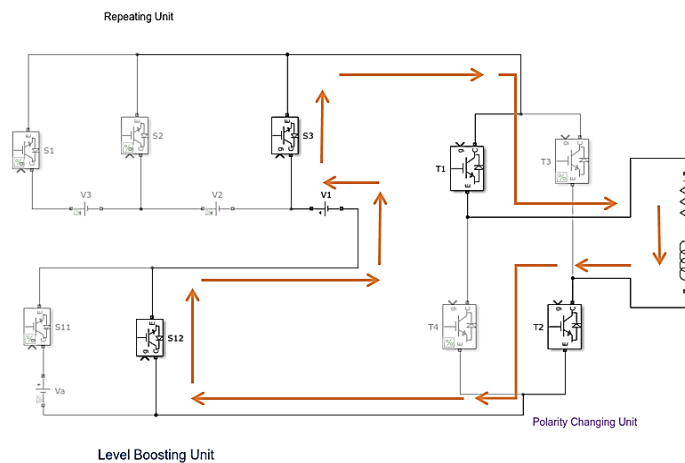 Repeating Unit
E
E
E
S1
S2
S3
g
C
g
C
g
C
g
C
T1
E
g
C
T3
E
V3
V2
V1
+
E
S11
g
C
E
S12
g
C
g
C
T4
E
g
C
T2
E
+
Va
Polarity Changing Unit
Level Boosting Unit